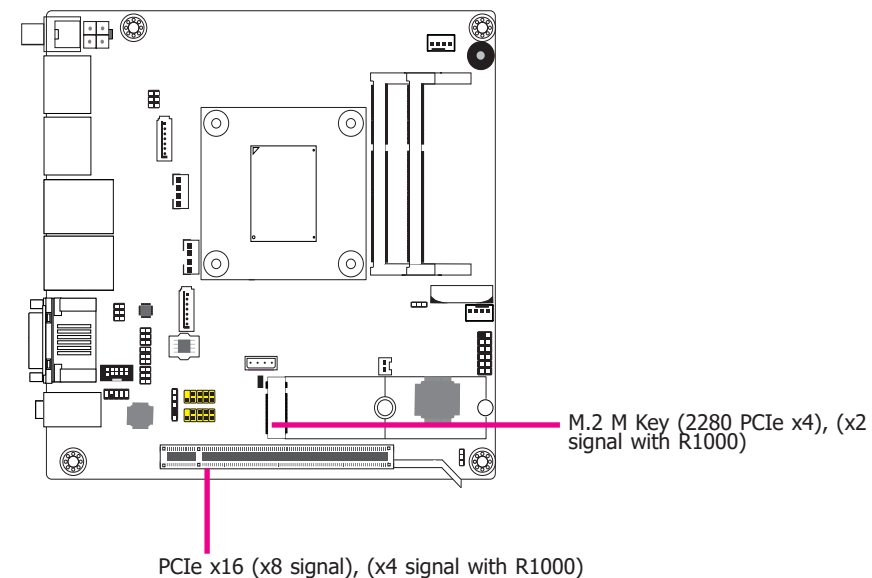 M.2 M Key (2280 PCIe x4), (x2
signal with R1000)
PCIe x16 (x8 signal), (x4 signal with R1000)